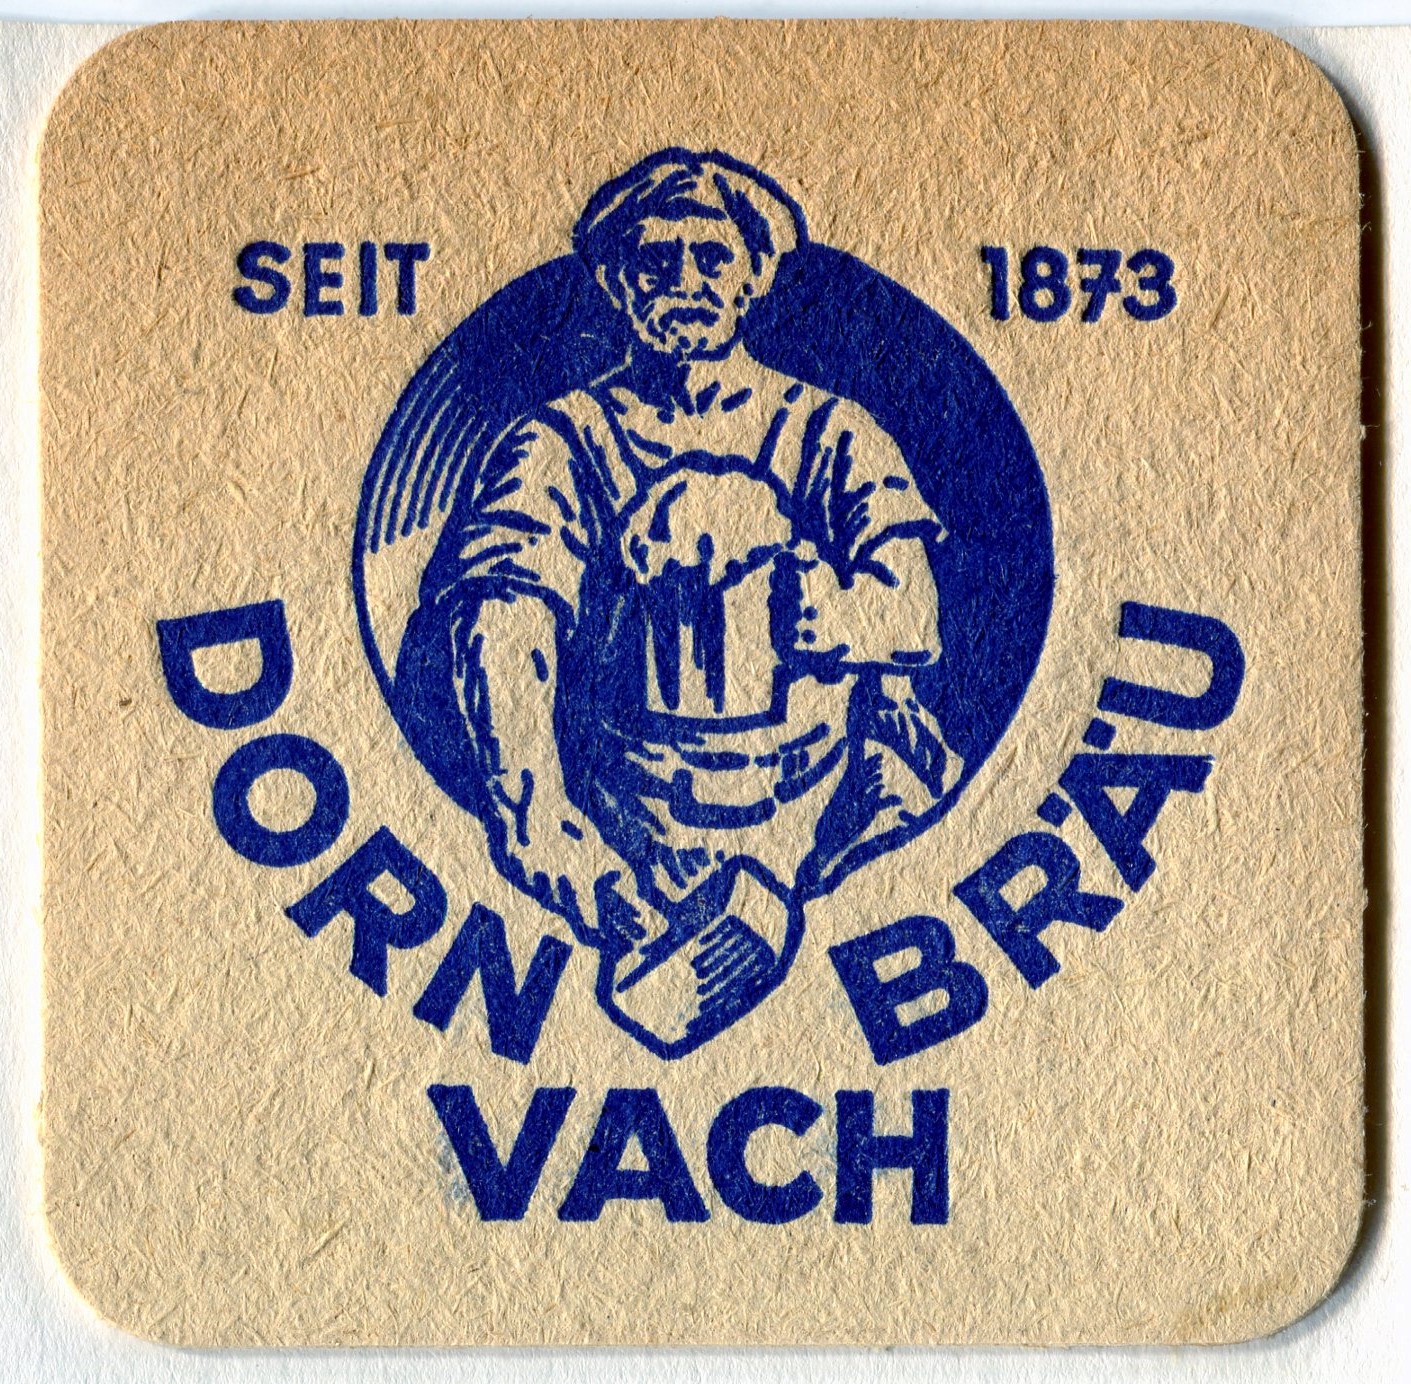 SEIT 1873
DORN BRÄU
VACH